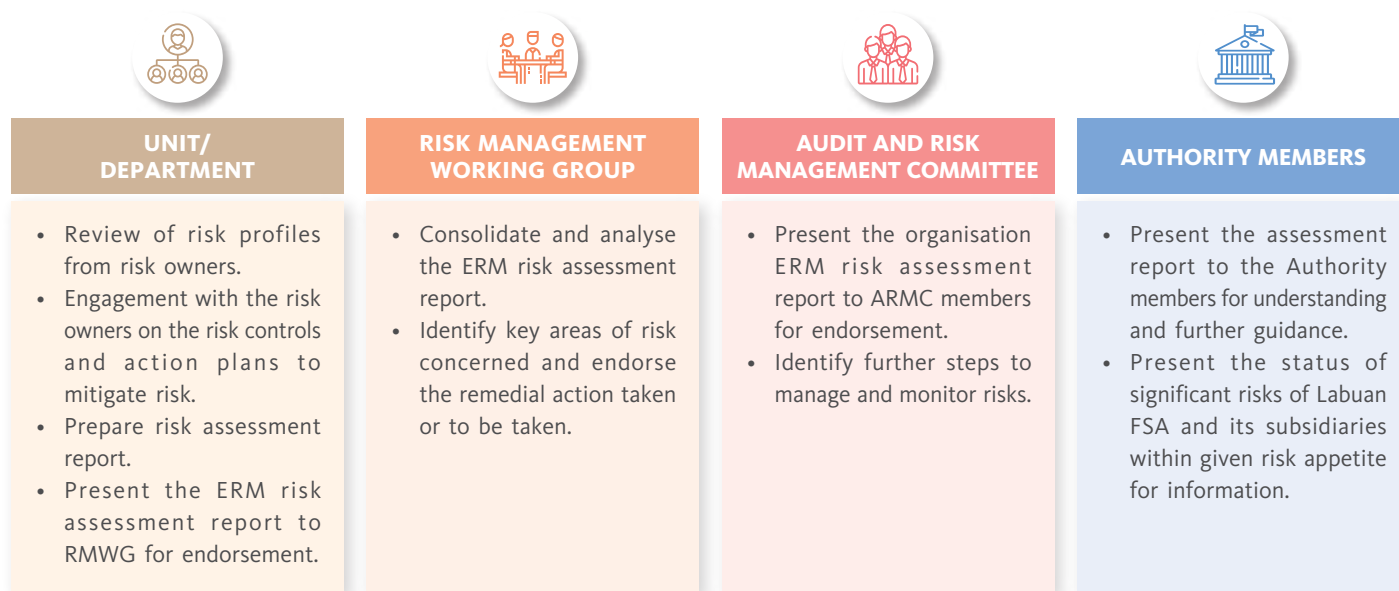 UNIT/
DEPARTMENT
• Review of risk profiles
from risk owners.
• Engagement with the risk
owners on the risk controls
and action plans to
mitigate risk.
• Prepare risk assessment
report.
• Present the ERM risk
assessment report to
RMWG for endorsement.
RISK MANAGEMENT
WORKING GROUP
• Consolidate and analyse
the ERM risk assessment
report.
• Identify key areas of risk
concerned and endorse
the remedial action taken
or to be taken.
AUDIT AND RISK
MANAGEMENT COMMITTEE
• Present the organisation
ERM risk assessment
report to ARMC members
for endorsement.
• Identify further steps to
manage and monitor risks.
AUTHORITY MEMBERS
• Present the assessment
report to the Authority
members for understanding
and further guidance.
• Present the status of
significant risks of Labuan
FSA and its subsidiaries
within given risk appetite
for information.